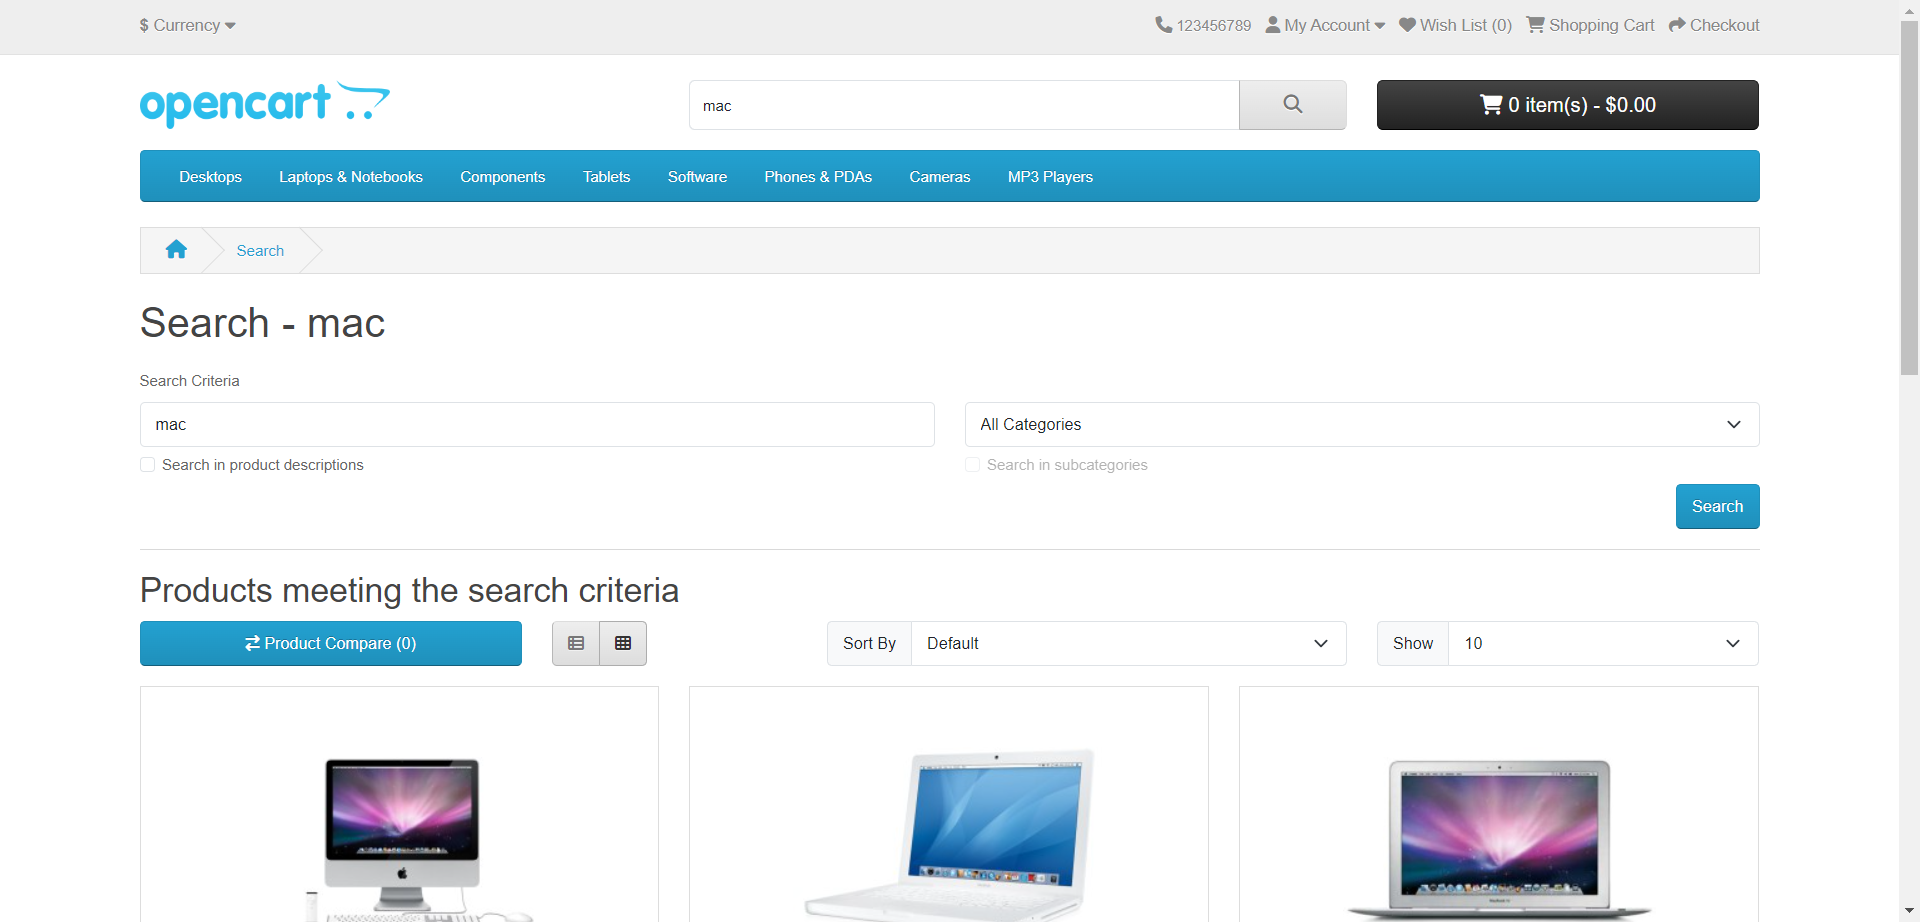 $ Currency
123456789 My Account Wish List (0) Shopping Cart Checkout
opencart
mac
0 item(s) - $0.00
Desktops Laptops & Notebooks Components Tablets Software Phones & PDAs Cameras MP3 Players
Search
Search - mac
Search Criteria
mac
All Categories
Search in product descriptions
Search in subcategories
Search
Products meeting the search criteria
Product Compare (0)
Sort By Default
Show 10